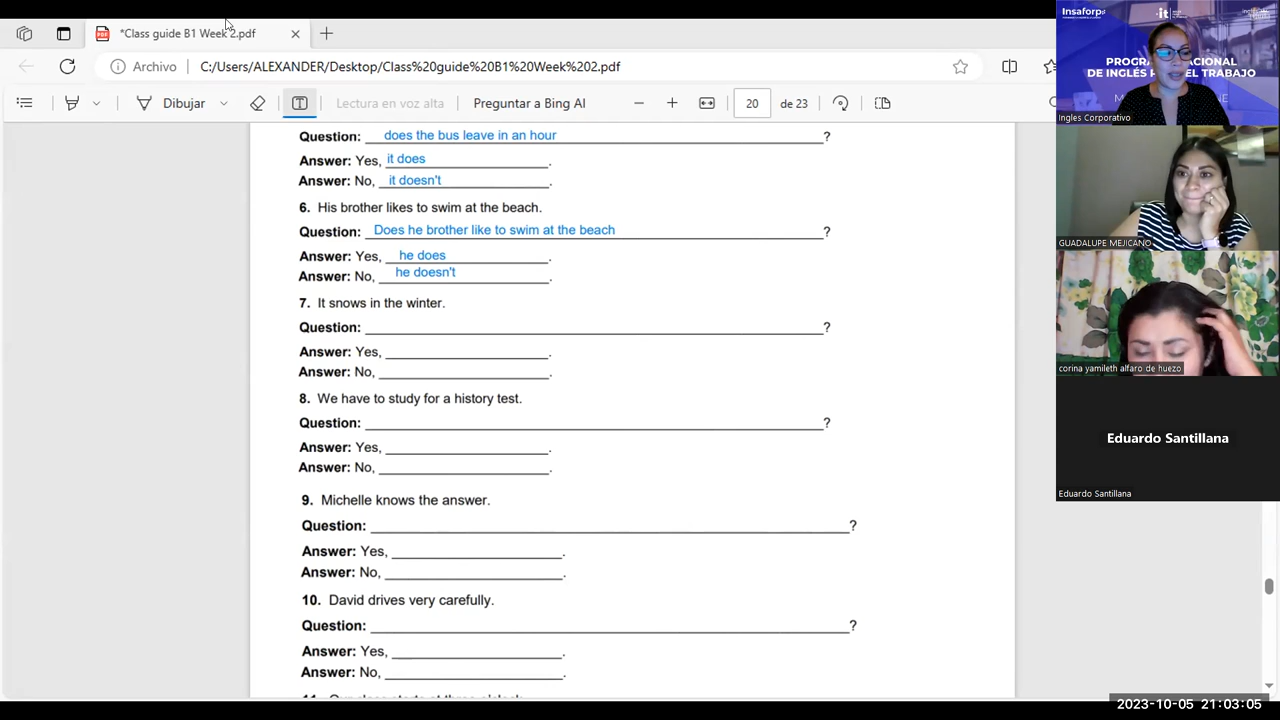 *Class guide B1 Week 2.pdf
Archivo C:/Users/ALEXANDER/Desktop/Class%20guide%20B1%20Week%202.pdf
Dibujar Lectura en voz alta Preguntar a Bing AI 20 de 23
Question: does the bus leave in an hour ?
Answer: Yes, it does .
Answer: No, it doesn't .
6. His brother likes to swim at the beach.
Question: Does he brother like to swim at the beach ?
Answer: Yes, he does .
Answer: No, he doesn't .
7. It snows in the winter.
Question: ?
Answer: Yes, .
Answer: No, .
8. We have to study for a history test.
Question: ?
Answer: Yes, .
Answer: No, .
9. Michelle knows the answer.
Question: ?
Answer: Yes, .
Answer: No, .
10. David drives very carefully.
Question: ?
Answer: Yes, .
Answer: No, .
Insaforp
Ingles Corporativo
GUADALUPE MEJICANO
corina yamileth alfaro de huezo
Eduardo Santillana
Eduardo Santillana
2023-10-05 21:03:05